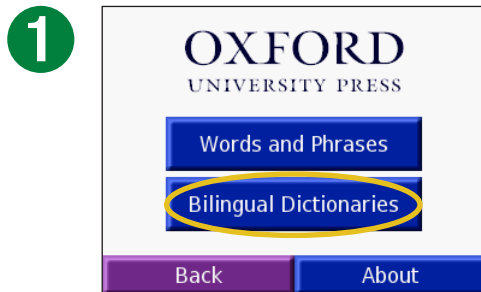 1
OXFORD
UNIVERSITY PRESS
Words and Phrases
Bilingual Dictionaries
Back
About